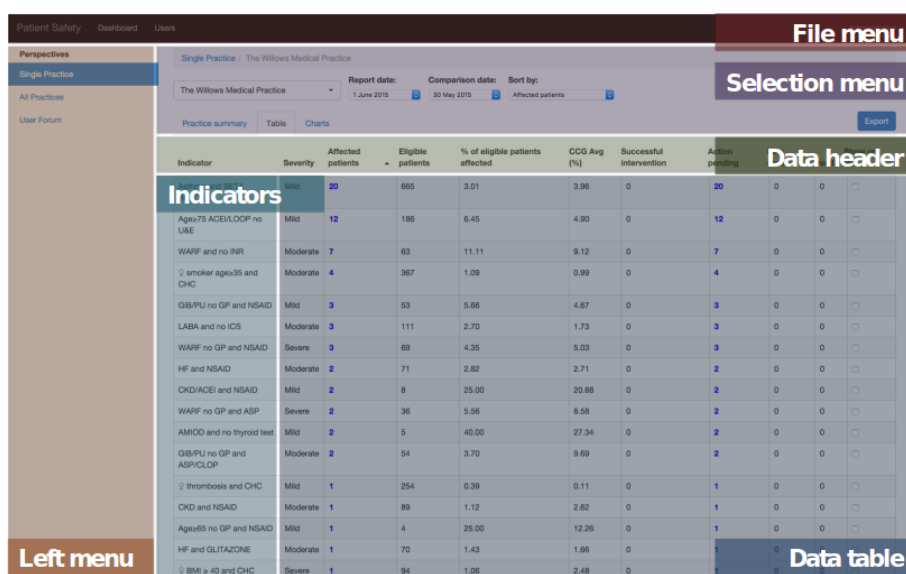 Patient Safety Dashboard Users
File menu
Perspectives
Single Practice
All Practices
User Forum
Single Practice / The Willows Medical Practice
Selection menu
Report date: Comparison date: Sort by:
The Willows Medical Practice 1 June 2015 30 May 2015 Affected patients
Practice summary Table Charts Export
Data header
Affected Eligible % of eligible patients CCG Avg Successful Action
Indicator Severity patients patients affected (%) intervention pending
Indicators
Mild 20 665 3.01 3.96 0 20 0 0
Age≥75 ACEI/LOOP no Mild 12 186 6.45 4.90 0 12 0 0
U&E
WARF and no INR Moderate 7 63 11.11 9.12 0 7 0 0
♀ smoker age≥35 and Moderate 4 367 1.09 0.99 0 4 0 0
CHC
GiB/PU no GP and NSAID Mild 3 53 5.66 4.67 0 3 0 0
LABA and no ICS Moderate 3 111 2.70 1.73 0 3 0 0
WARF no GP and NSAID Severe 3 69 4.35 5.03 0 3 0 0
HF and NSAID Moderate 2 71 2.82 2.71 0 2 0 0
CKD/ACEI and NSAID Mild 2 8 25.00 20.88 0 2 0 0
WARF no GP and ASP Severe 2 36 5.56 8.58 0 2 0 0
AMIOD and no thyroid test Mild 2 5 40.00 27.34 0 2 0 0
GiB/PU no GP and Moderate 2 54 3.70 9.69 0 2 0 0
ASP/CLOP
♀ thrombosis and CHC Mild 1 254 0.39 0.11 0 1 0 0
CKD and NSAID Moderate 1 89 1.12 2.62 0 1 0 0
Age≥65 no GP and NSAID Mild 1 4 25.00 12.26 0 1 0 0
HF and GLITAZONE Moderate 1 70 1.43 1.66 0 1 0 0
♀ BMI ≥ 40 and CHC Severe 1 94 1.06 2.48 0 1 0 0
Left menu
Data table